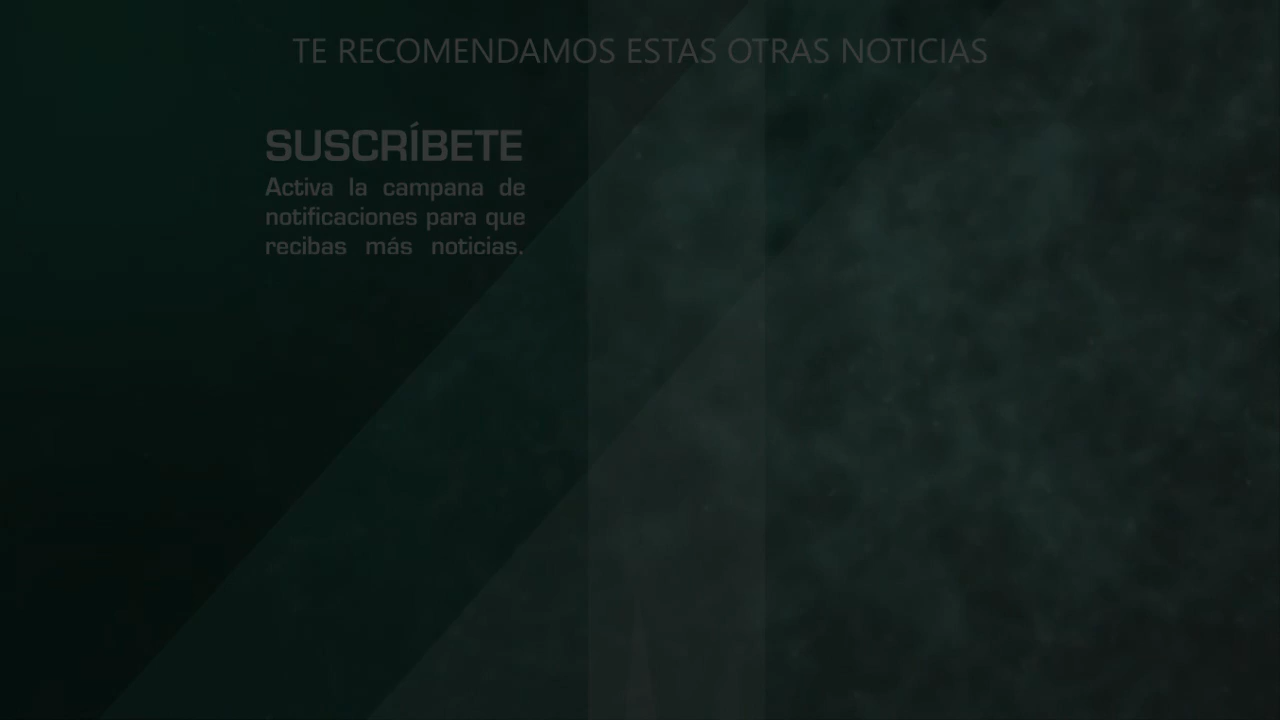 TE RECOMENDAMOS ESTAS OTRAS NOTICIAS
SUSCRÍBETE
Activa la campana de
notificaciones para que
recibas más noticias.